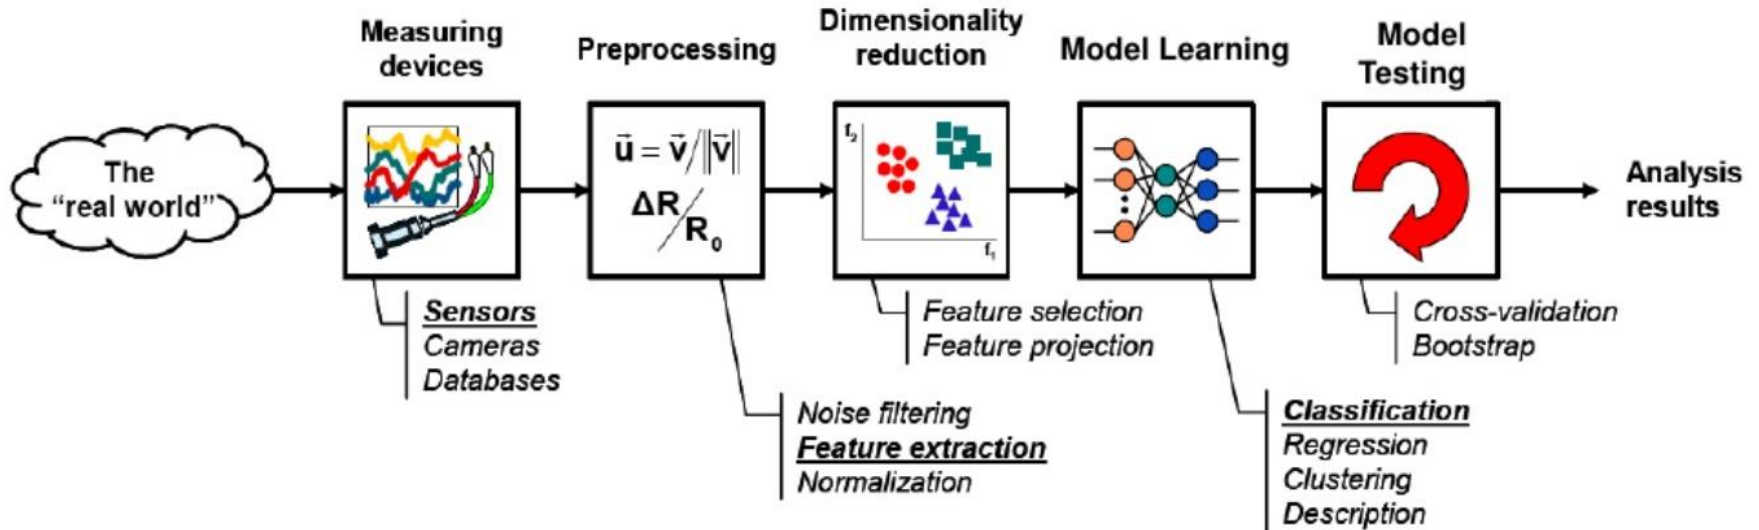 Measuring
devices
Preprocessing
Dimensionality
reduction
Model Learning
Model
Testing
The
“real world”
u⃗ = v⃗/‖v⃗‖
ΔR/R₀
f₂
f₁
Analysis
results
Sensors
Cameras
Databases
Noise filtering
Feature extraction
Normalization
Feature selection
Feature projection
Classification
Regression
Clustering
Description
Cross-validation
Bootstrap